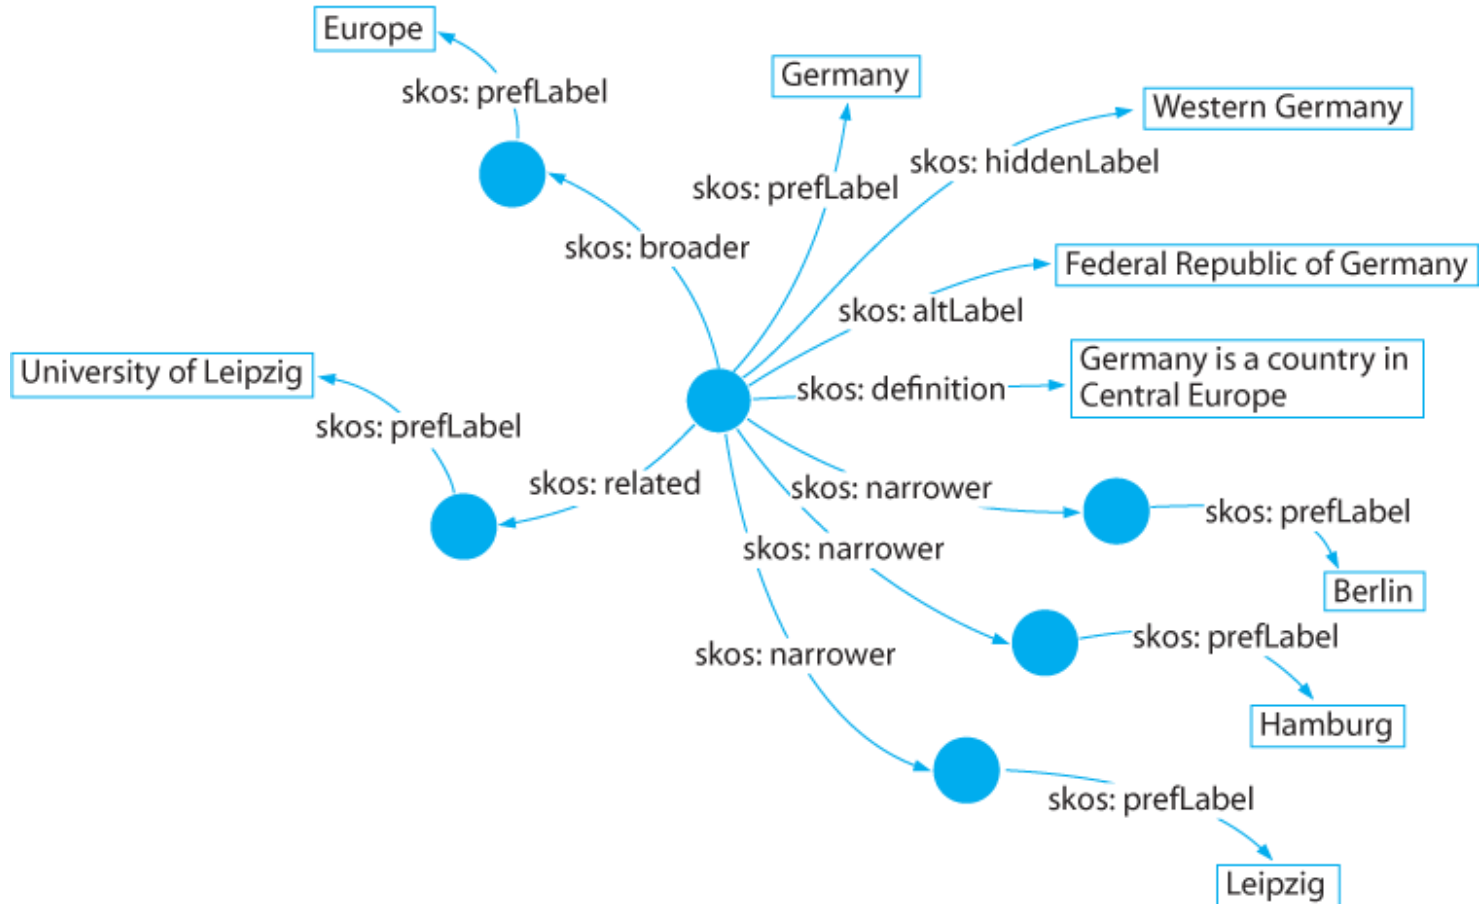 Europe
skos: prefLabel
Germany
Western Germany
skos: hiddenLabel
skos: prefLabel
skos: broader
Federal Republic of Germany
skos: altLabel
University of Leipzig
Germany is a country in
Central Europe
skos: definition
skos: prefLabel
skos: related
skos: narrower
skos: prefLabel
skos: narrower
Berlin
skos: prefLabel
skos: narrower
Hamburg
skos: prefLabel
Leipzig